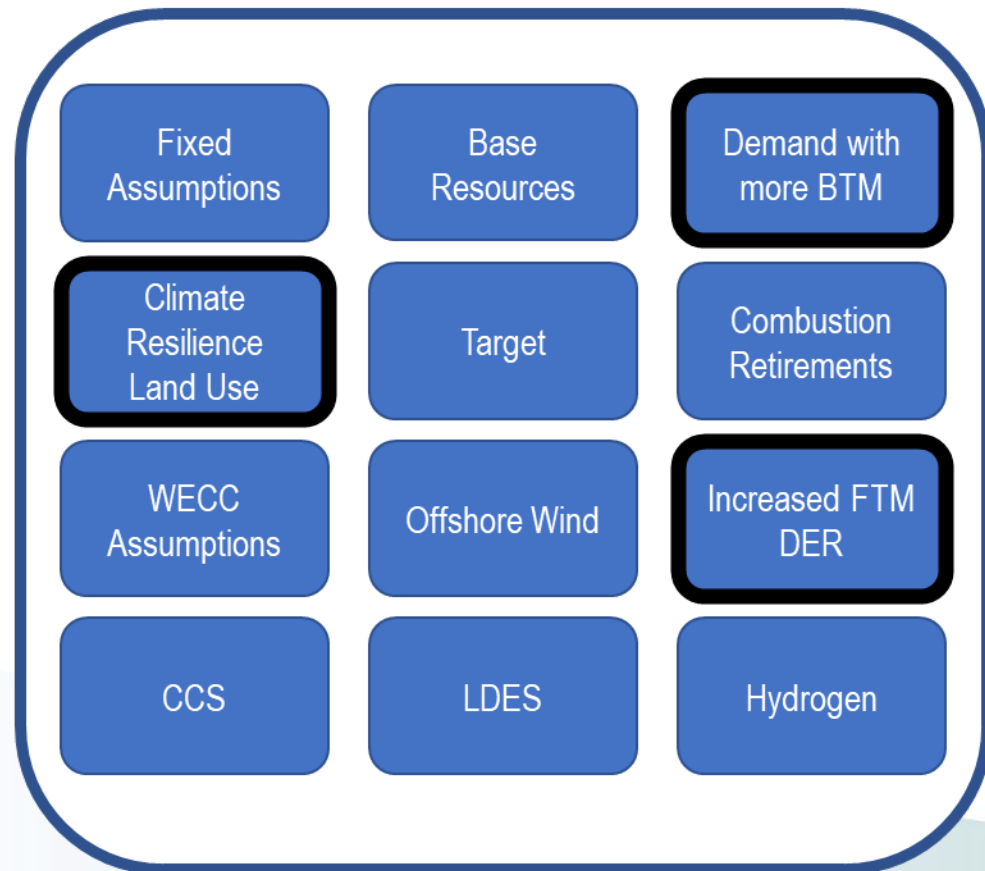 Fixed
Assumptions
Base
Resources
Demand with
more BTM
Climate
Resilience
Land Use
Target
Combustion
Retirements
WECC
Assumptions
Offshore Wind
Increased FTM
DER
CCS
LDES
Hydrogen